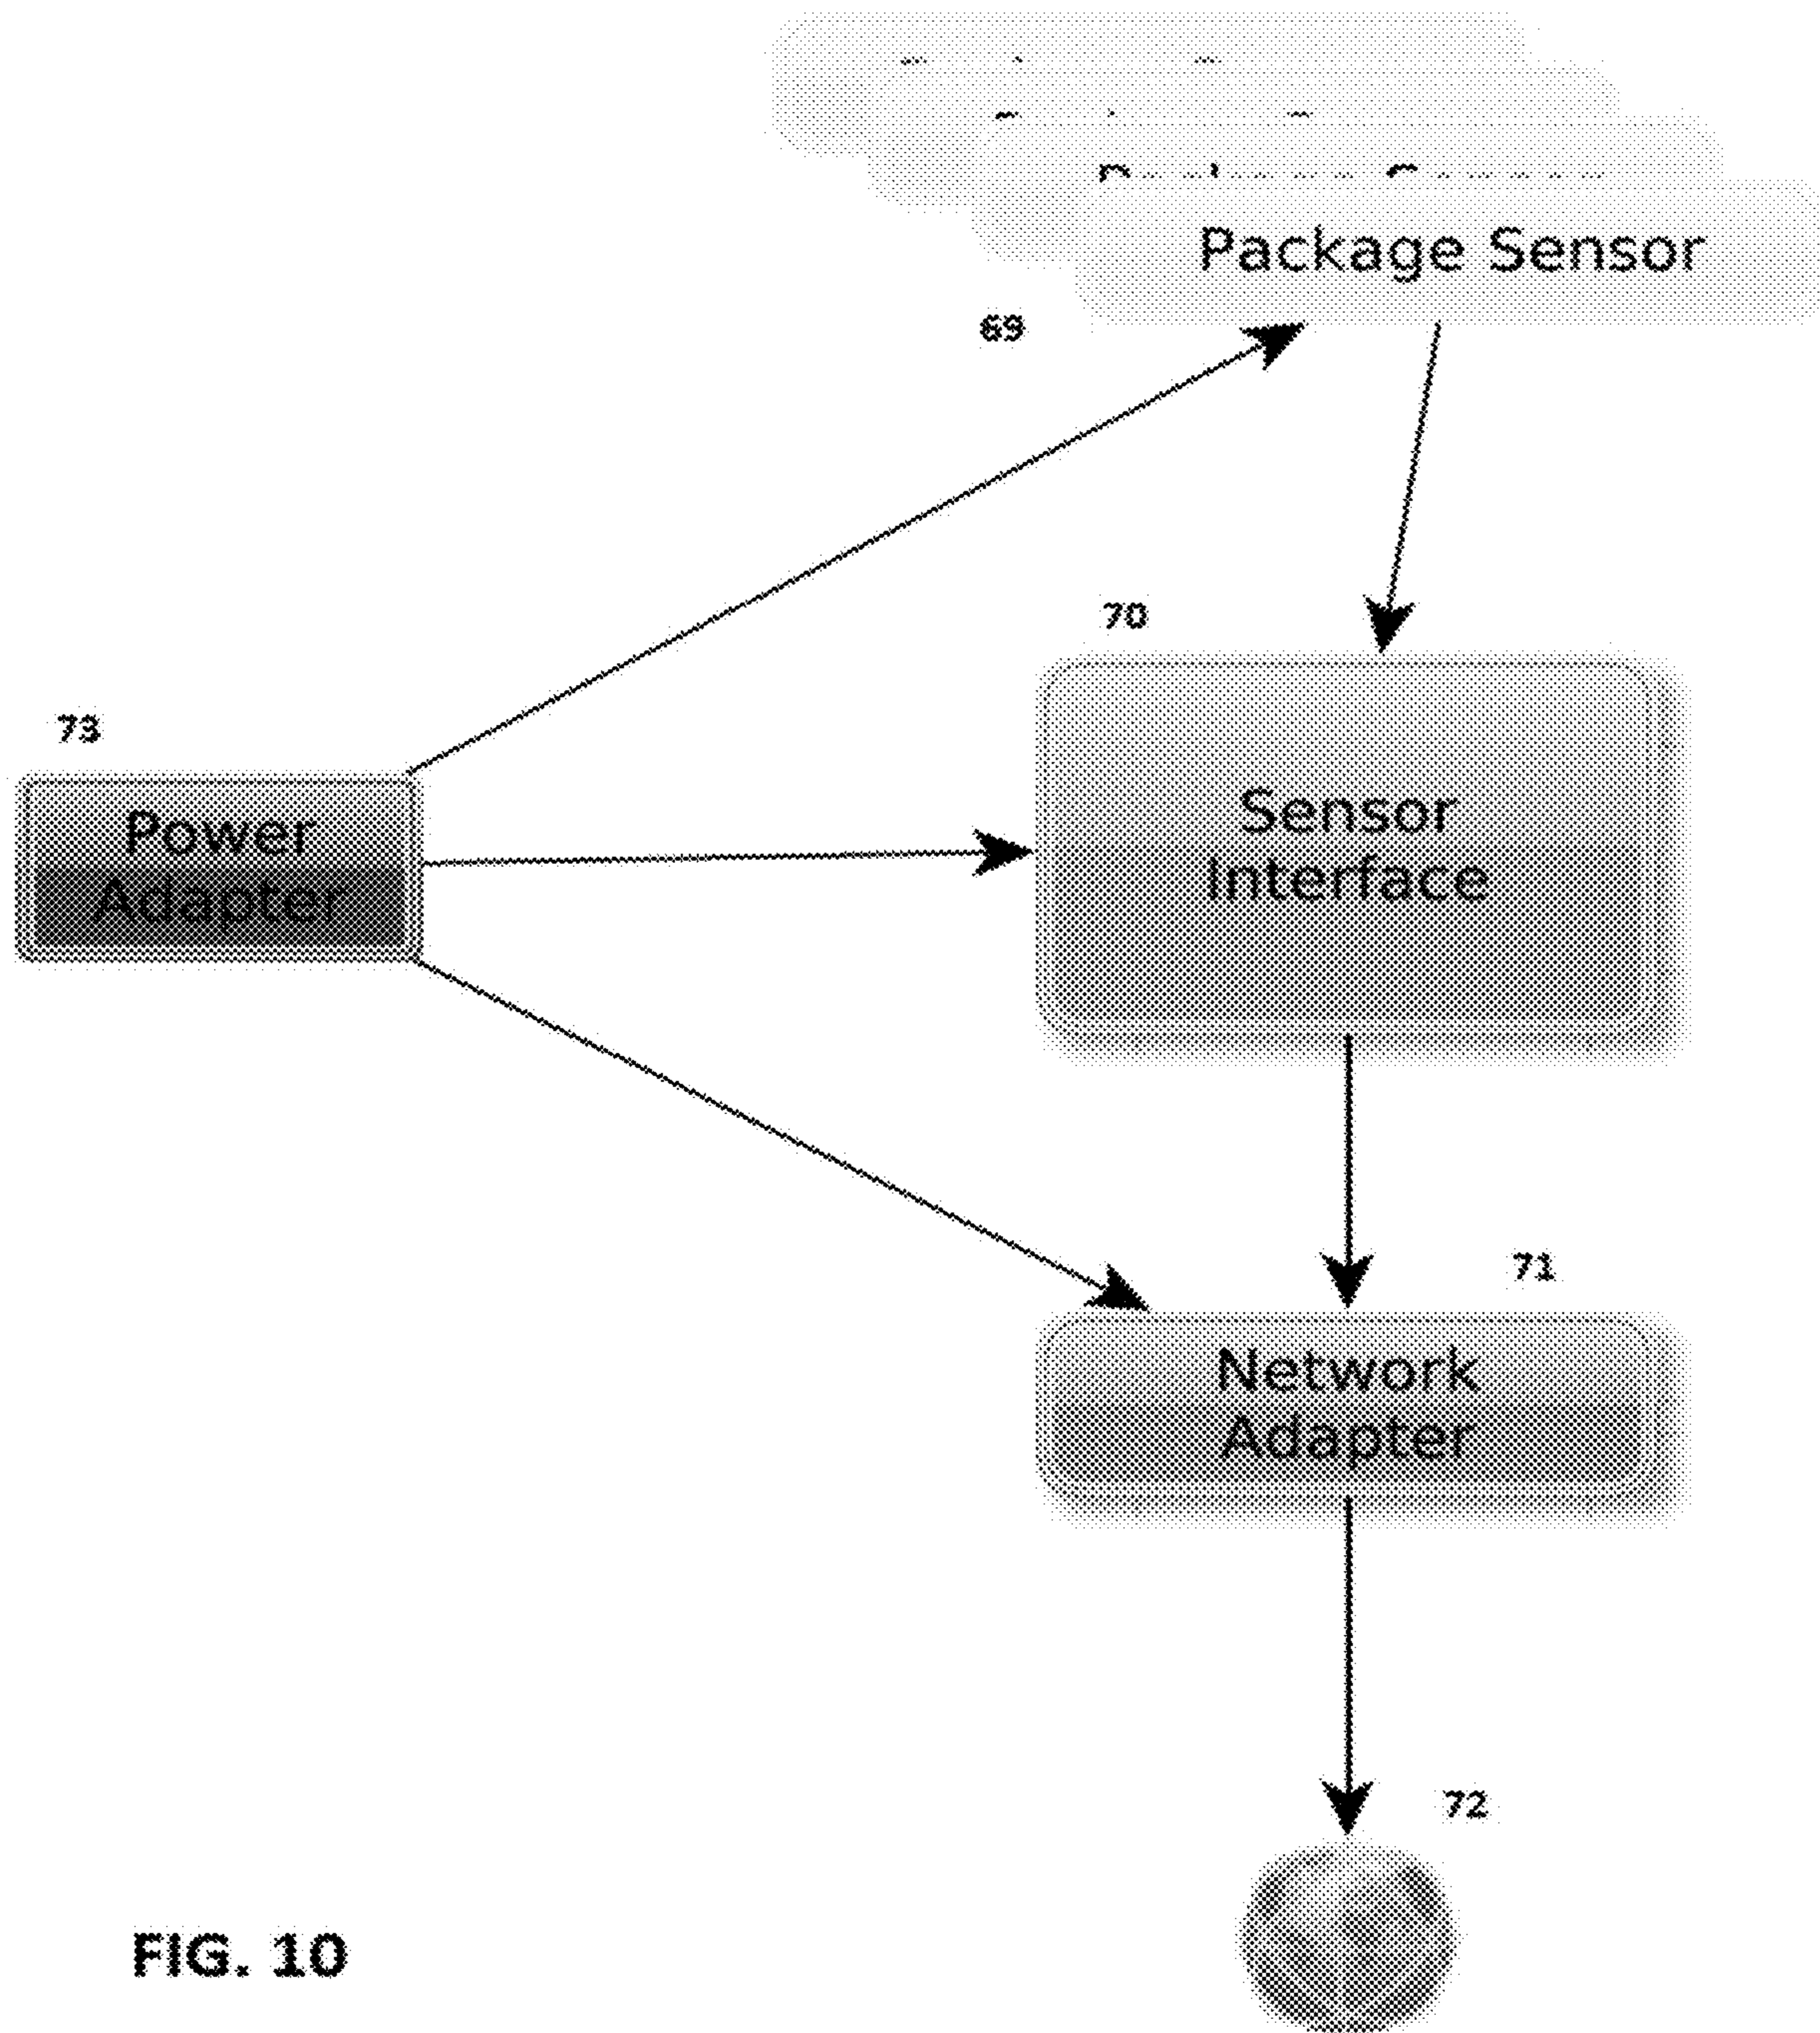 Package Sensor
69
70
73
Power
Adapter
Sensor
Interface
71
Network
Adapter
72
FIG. 10